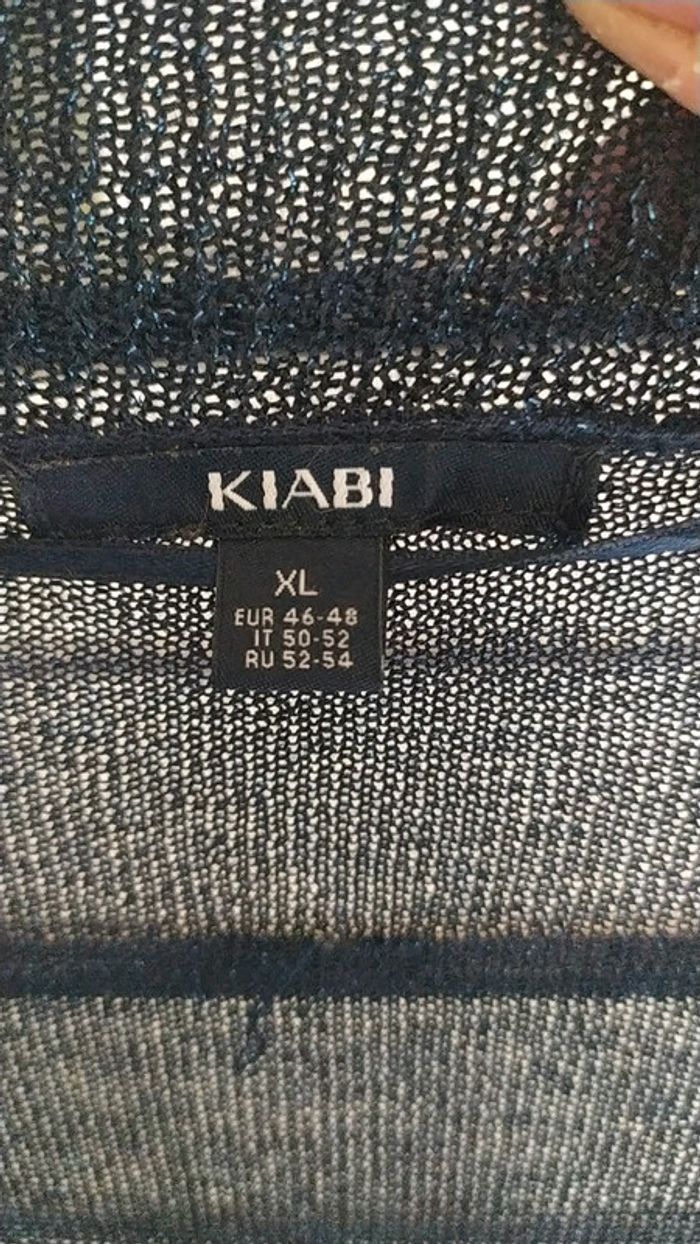 KIABI
XL
EUR 46-48
IT 50-52
RU 52-54